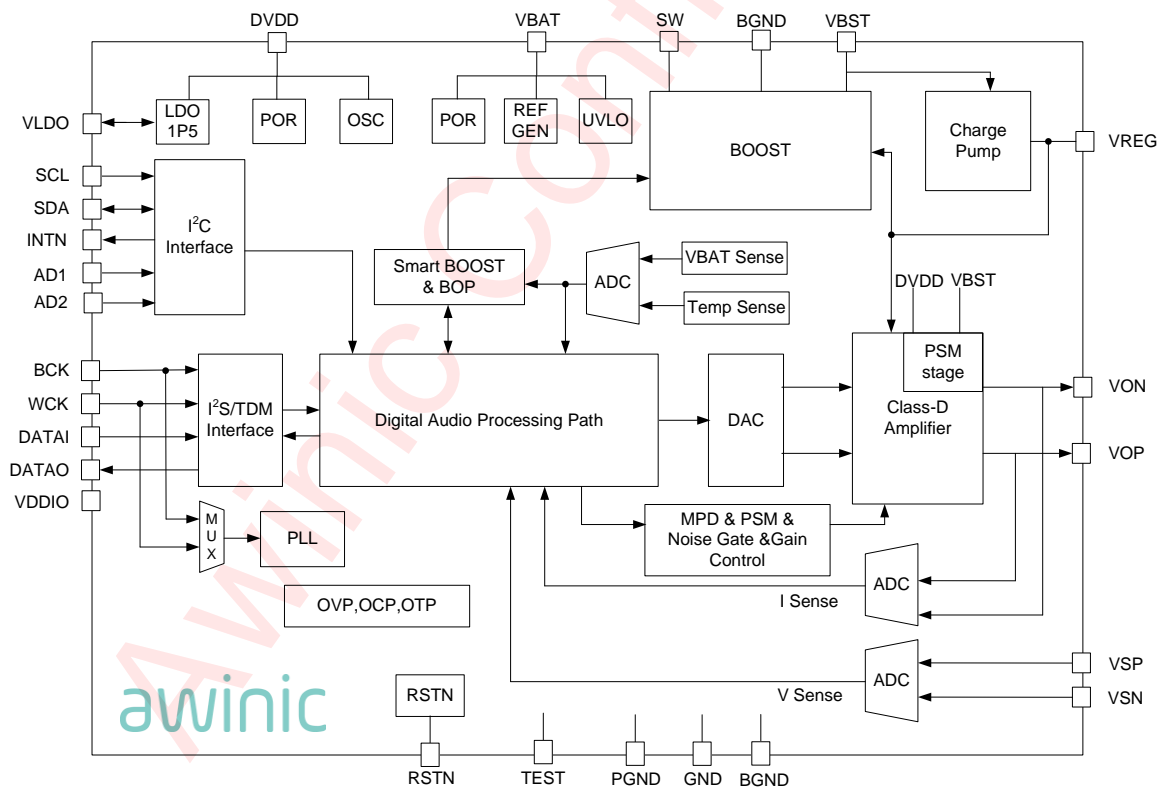 DVDD
VBAT
SW
BGND
VBST
VLDO
LDO
1P5
POR
OSC
POR
REF
GEN
UVLO
BOOST
Charge
Pump
VREG
SCL
SDA
INTN
AD1
AD2
I²C
Interface
Smart BOOST
& BOP
ADC
VBAT Sense
Temp Sense
DVDD
VBST
BCK
WCK
DATAI
DATAO
VDDIO
I²S/TDM
Interface
Digital Audio Processing Path
DAC
PSM
stage
Class-D
Amplifier
VON
VOP
M
U
X
PLL
MPD & PSM &
Noise Gate &Gain
Control
ADC
I Sense
OVP,OCP,OTP
ADC
V Sense
VSP
VSN
awinic
RSTN
RSTN
TEST
PGND
GND
BGND
Awinic Confi